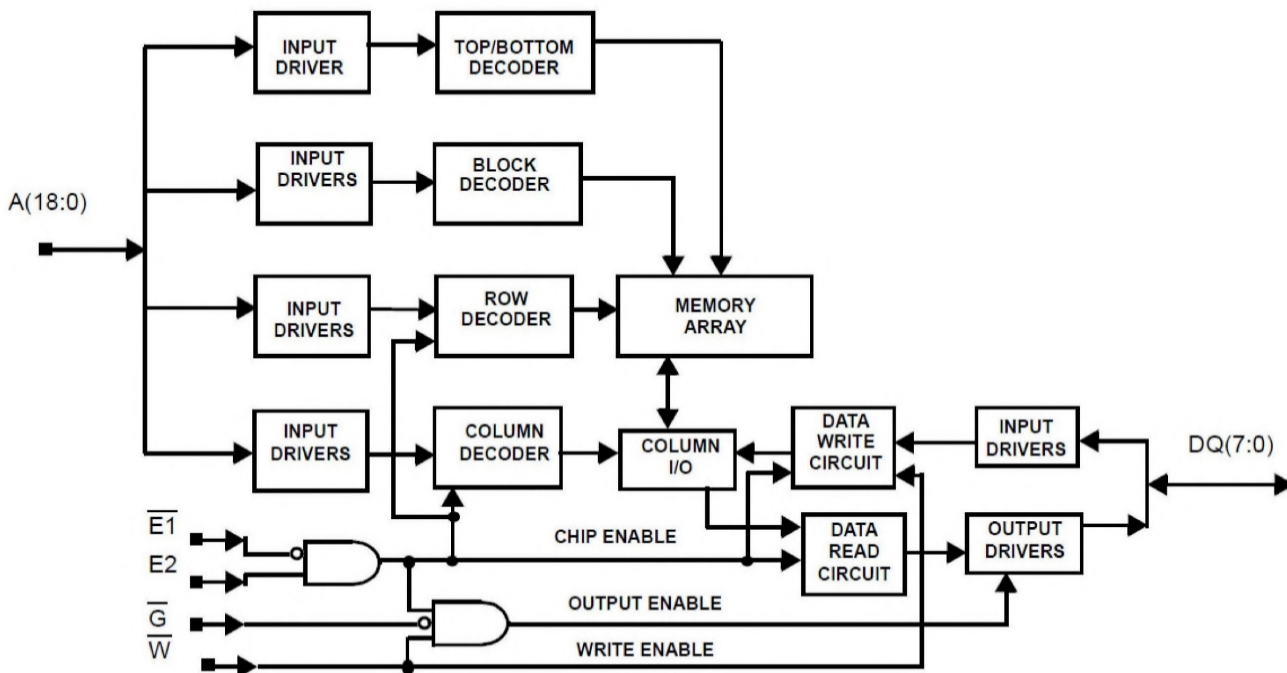 INPUT
DRIVER
TOP/BOTTOM
DECODER
INPUT
DRIVERS
BLOCK
DECODER
A(18:0)
INPUT
DRIVERS
ROW
DECODER
MEMORY
ARRAY
INPUT
DRIVERS
COLUMN
DECODER
COLUMN
I/O
DATA
WRITE
CIRCUIT
INPUT
DRIVERS
DQ(7:0)
E1
E2
CHIP ENABLE
DATA
READ
CIRCUIT
OUTPUT
DRIVERS
G
OUTPUT ENABLE
W
WRITE ENABLE